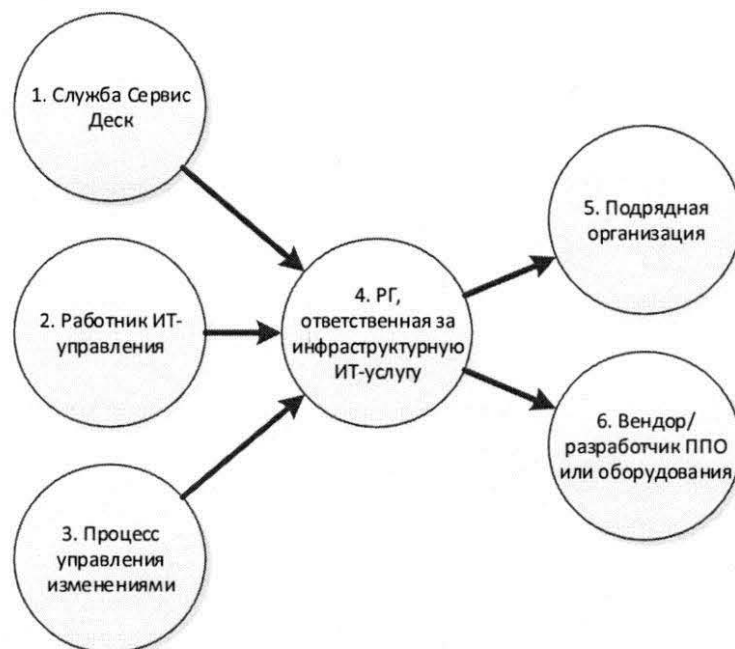 1. Служба Сервис
Деск
2. Работник ИТ-
управления
3. Процесс
управления
изменениями
4. РГ,
ответственная за
инфраструктурную
ИТ-услугу
5. Подрядная
организация
6. Вендор/
разработчик ППО
или оборудования